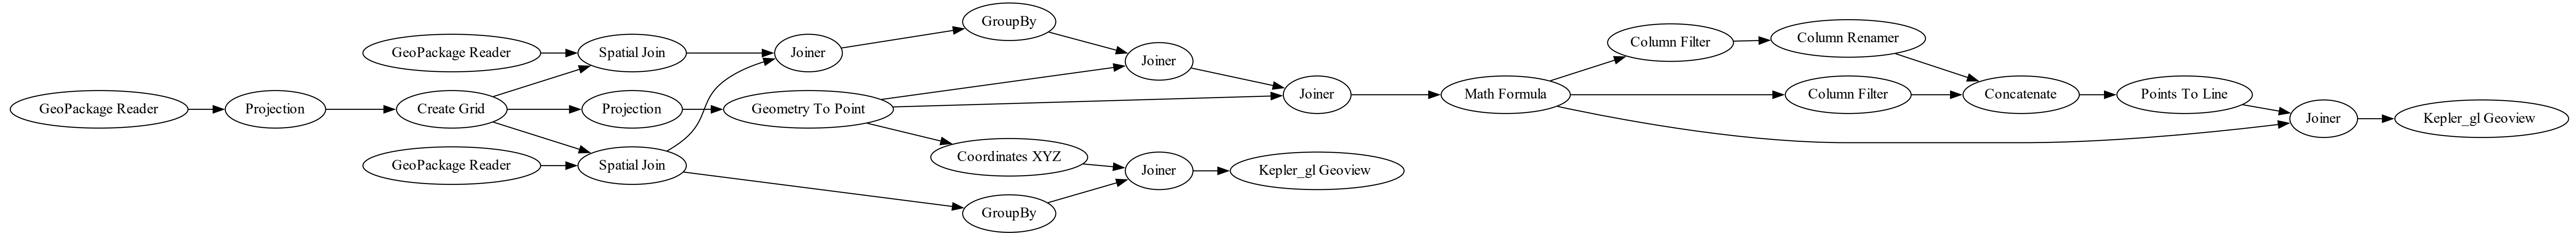 GeoPackage Reader
Projection
GeoPackage Reader
Create Grid
GeoPackage Reader
Spatial Join
Projection
Spatial Join
Joiner
Geometry To Point
GroupBy
Coordinates XYZ
GroupBy
Joiner
Joiner
Joiner
Kepler_gl Geoview
Math Formula
Column Filter
Column Renamer
Column Filter
Concatenate
Points To Line
Joiner
Kepler_gl Geoview